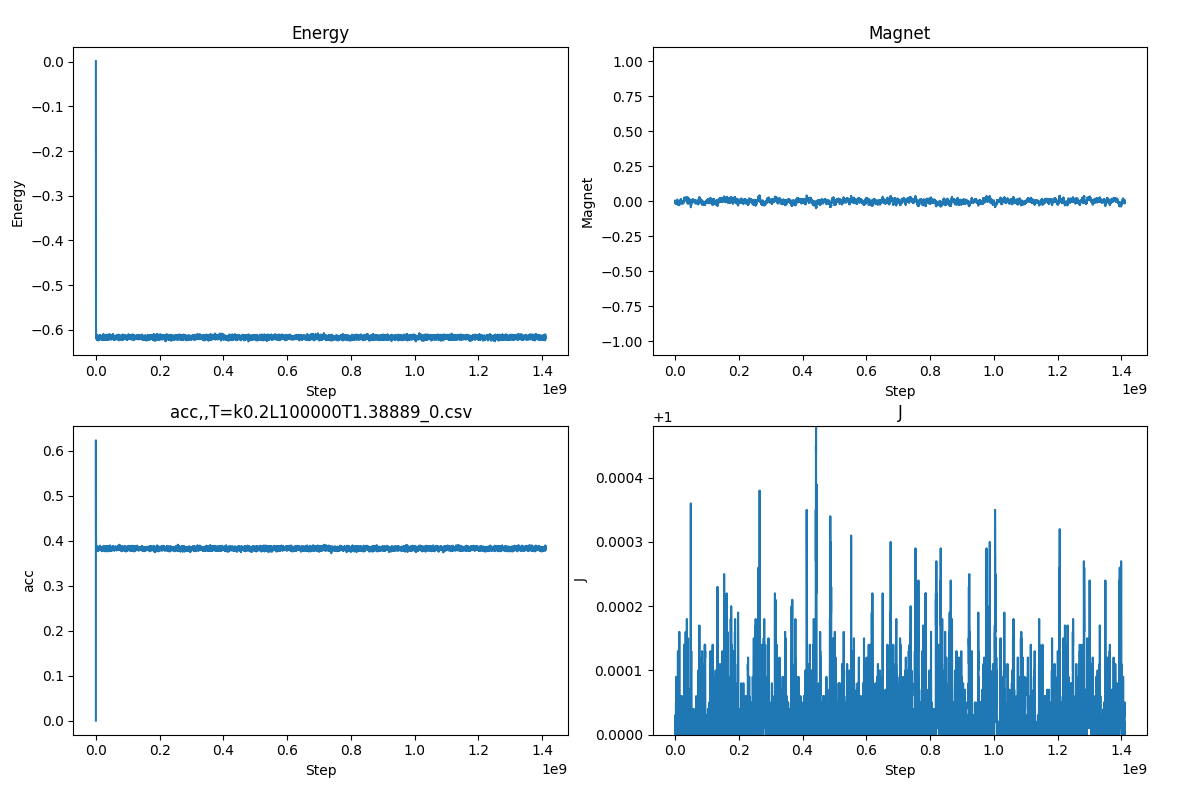 Energy
Energy
0.0
−0.1
−0.2
−0.3
−0.4
−0.5
−0.6
0.0 0.2 0.4 0.6 0.8 1.0 1.2 1.4
1e9
Step
Magnet
Magnet
1.00
0.75
0.50
0.25
0.00
−0.25
−0.50
−0.75
−1.00
0.0 0.2 0.4 0.6 0.8 1.0 1.2 1.4
1e9
Step
acc,,T=k0.2L100000T1.38889_0.csv
acc
0.6
0.5
0.4
0.3
0.2
0.1
0.0
0.0 0.2 0.4 0.6 0.8 1.0 1.2 1.4
1e9
Step
J
+1
J
0.0004
0.0003
0.0002
0.0001
0.0000
0.0 0.2 0.4 0.6 0.8 1.0 1.2 1.4
1e9
Step